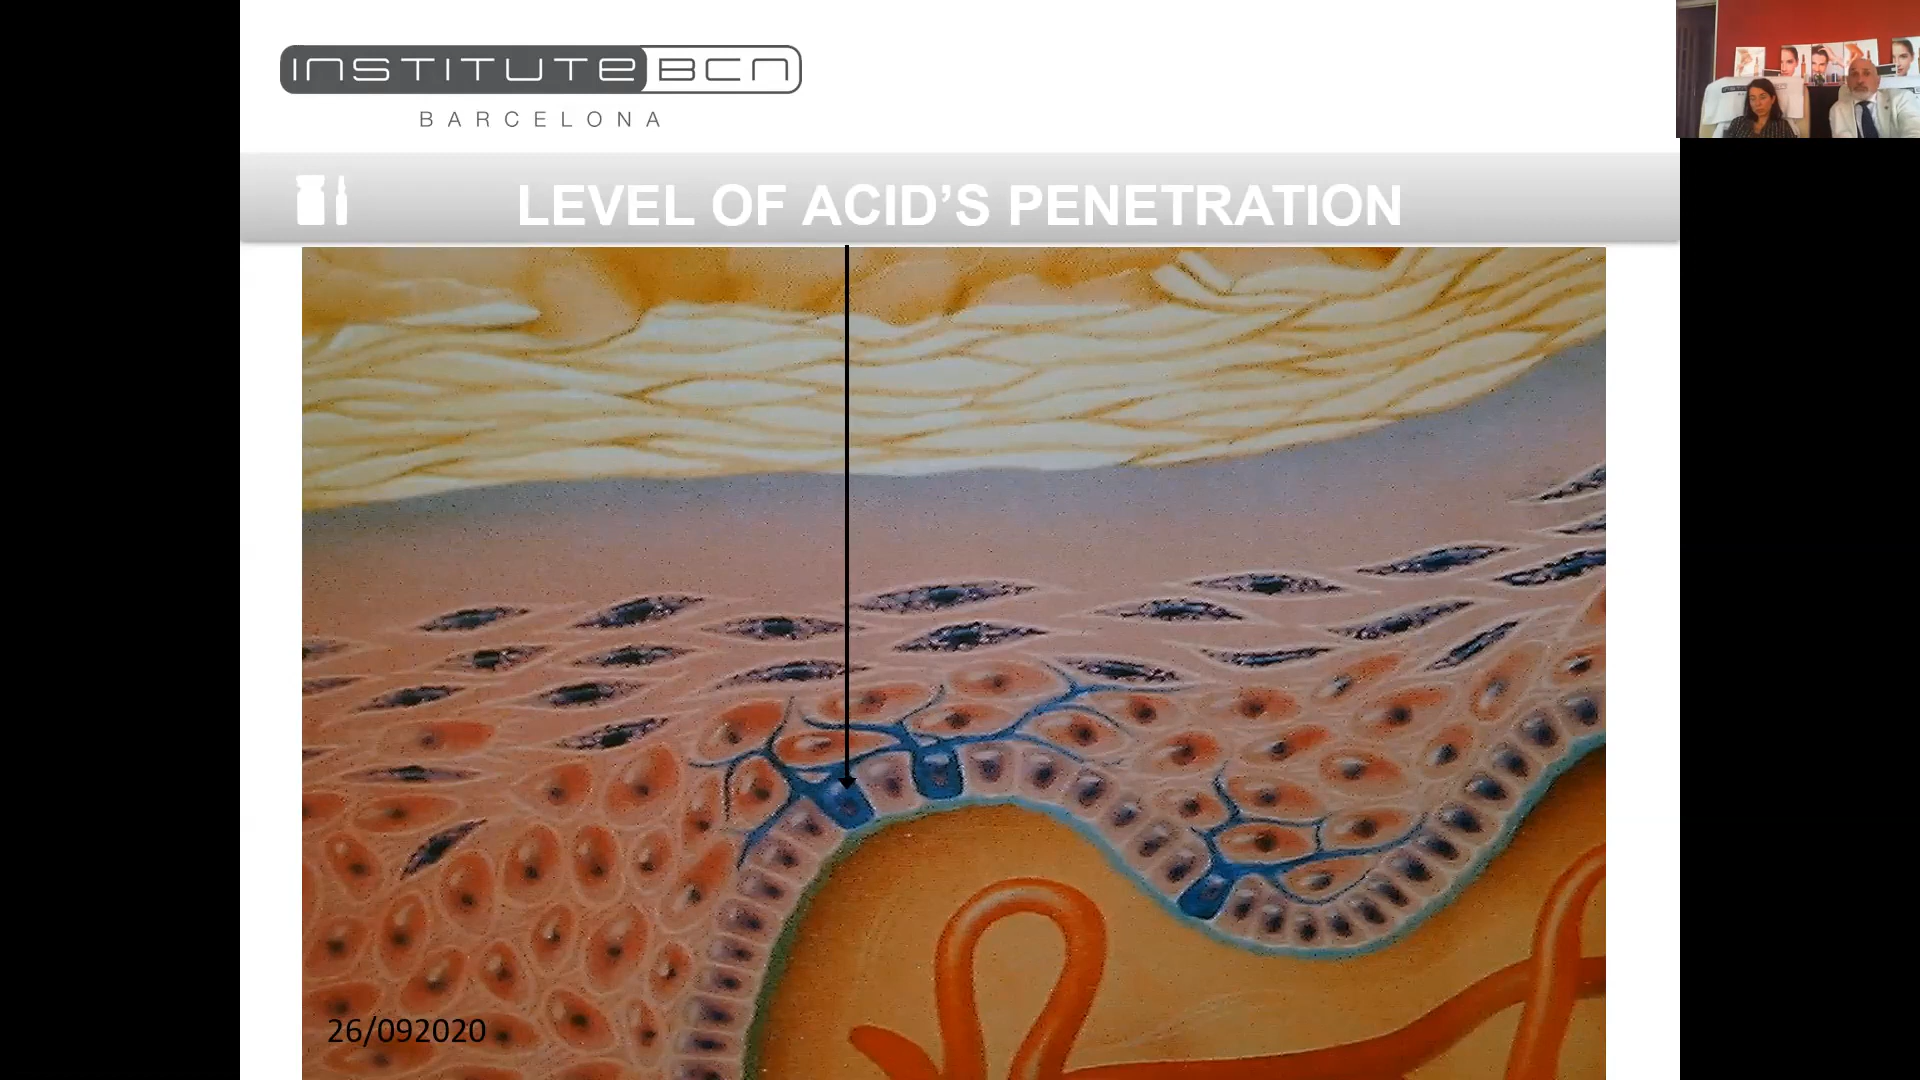 INSTITUTE BCN
BARCELONA
LEVEL OF ACID’S PENETRATION
26/092020